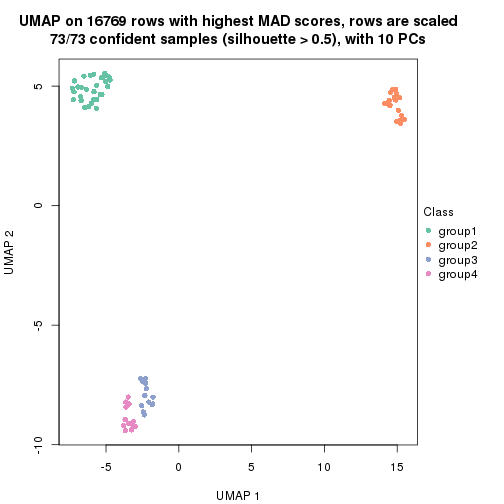 UMAP on 16769 rows with highest MAD scores, rows are scaled
73/73 confident samples (silhouette > 0.5), with 10 PCs
5
0
-5
-10
UMAP 2
-5
0
5
10
15
UMAP 1
Class
group1
group2
group3
group4